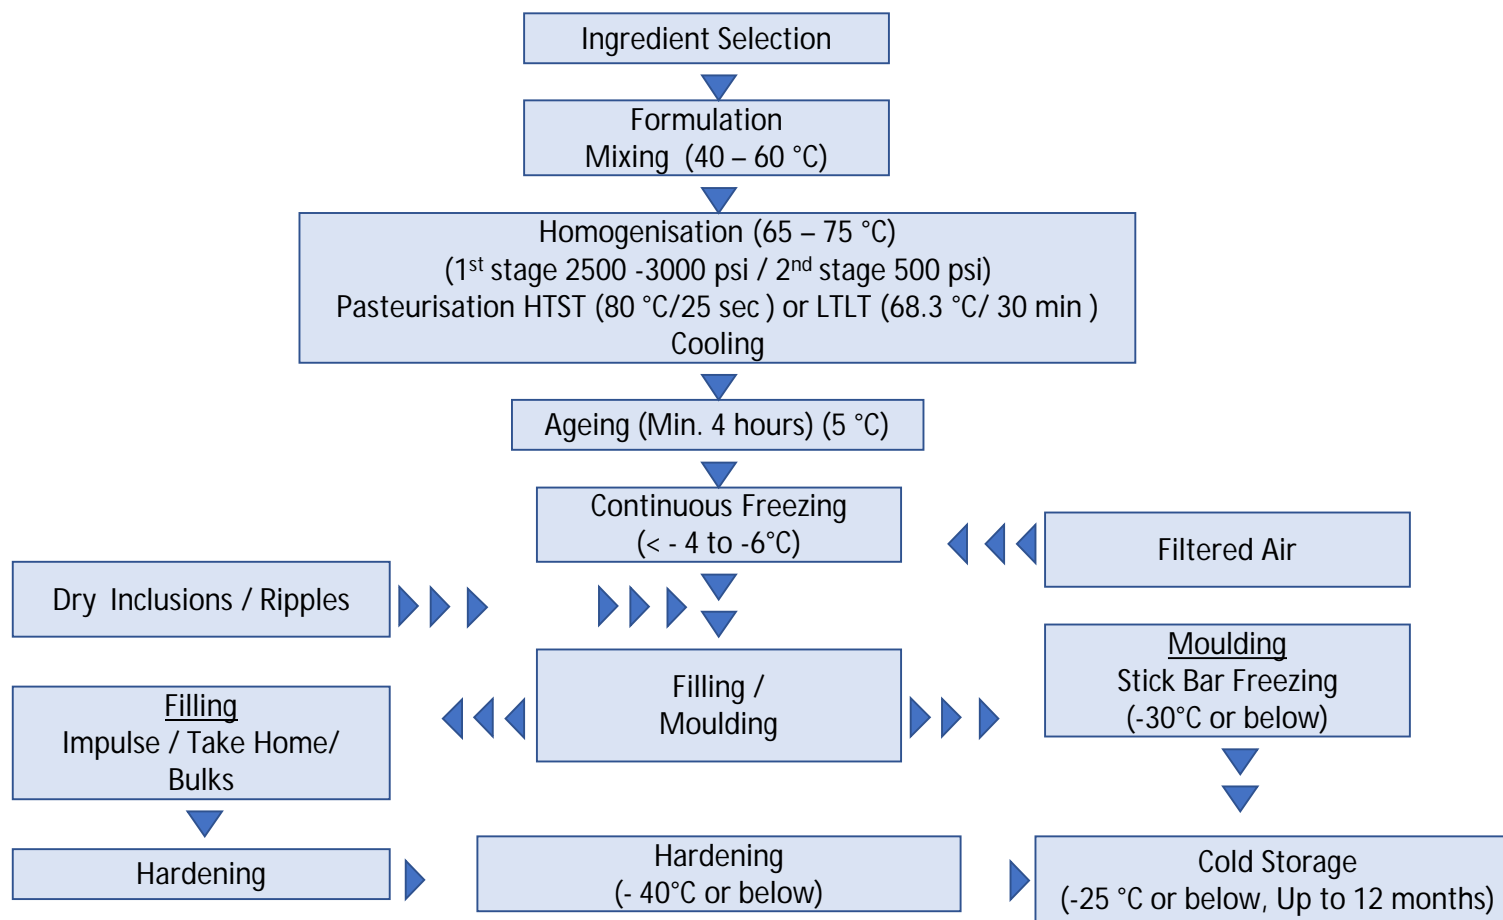 Ingredient Selection
Formulation
Mixing (40 – 60 °C)
Homogenisation (65 – 75 °C)
(1st stage 2500 -3000 psi / 2nd stage 500 psi)
Pasteurisation HTST (80 °C/25 sec ) or LTLT (68.3 °C/ 30 min )
Cooling
Ageing (Min. 4 hours) (5 °C)
Continuous Freezing
(< - 4 to -6°C)
Filtered Air
Dry Inclusions / Ripples
Filling /
Moulding
Moulding
Stick Bar Freezing
(-30°C or below)
Filling
Impulse / Take Home/
Bulks
Hardening
Hardening
(- 40°C or below)
Cold Storage
(-25 °C or below, Up to 12 months)